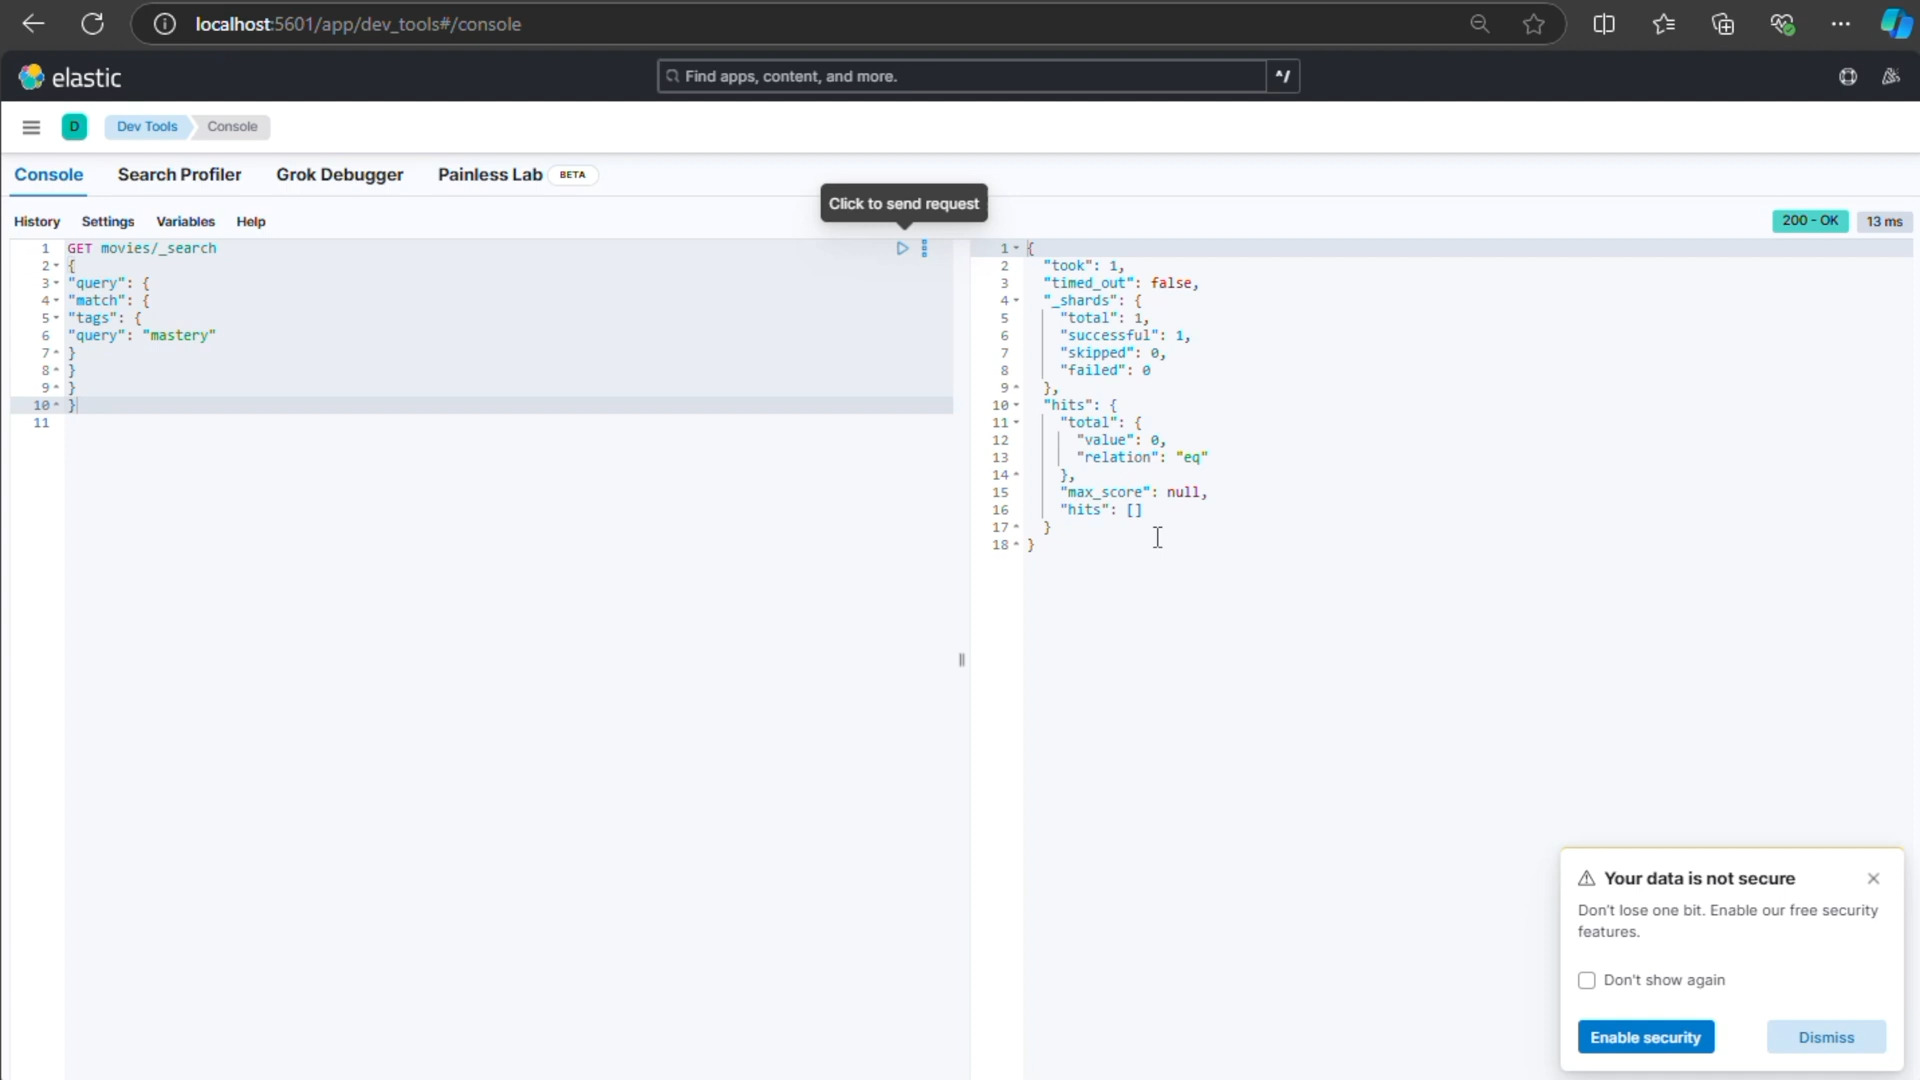 localhost:5601/app/dev_tools#/console
elastic
Find apps, content, and more.
^/
D
Dev Tools
Console
Console
Search Profiler
Grok Debugger
Painless Lab
BETA
Click to send request
History
Settings
Variables
Help
200 - OK
13 ms
1 GET movies/_search
2 {
3 "query": {
4 "match": {
5 "tags": {
6 "query": "mastery"
7 }
8 }
9 }
10 }
11
1 {
2 "took": 1,
3 "timed_out": false,
4 "_shards": {
5 "total": 1,
6 "successful": 1,
7 "skipped": 0,
8 "failed": 0
9 },
10 "hits": {
11 "total": {
12 "value": 0,
13 "relation": "eq"
14 },
15 "max_score": null,
16 "hits": []
17 }
18 }
Your data is not secure
Don't lose one bit. Enable our free security
features.
Don't show again
Enable security
Dismiss